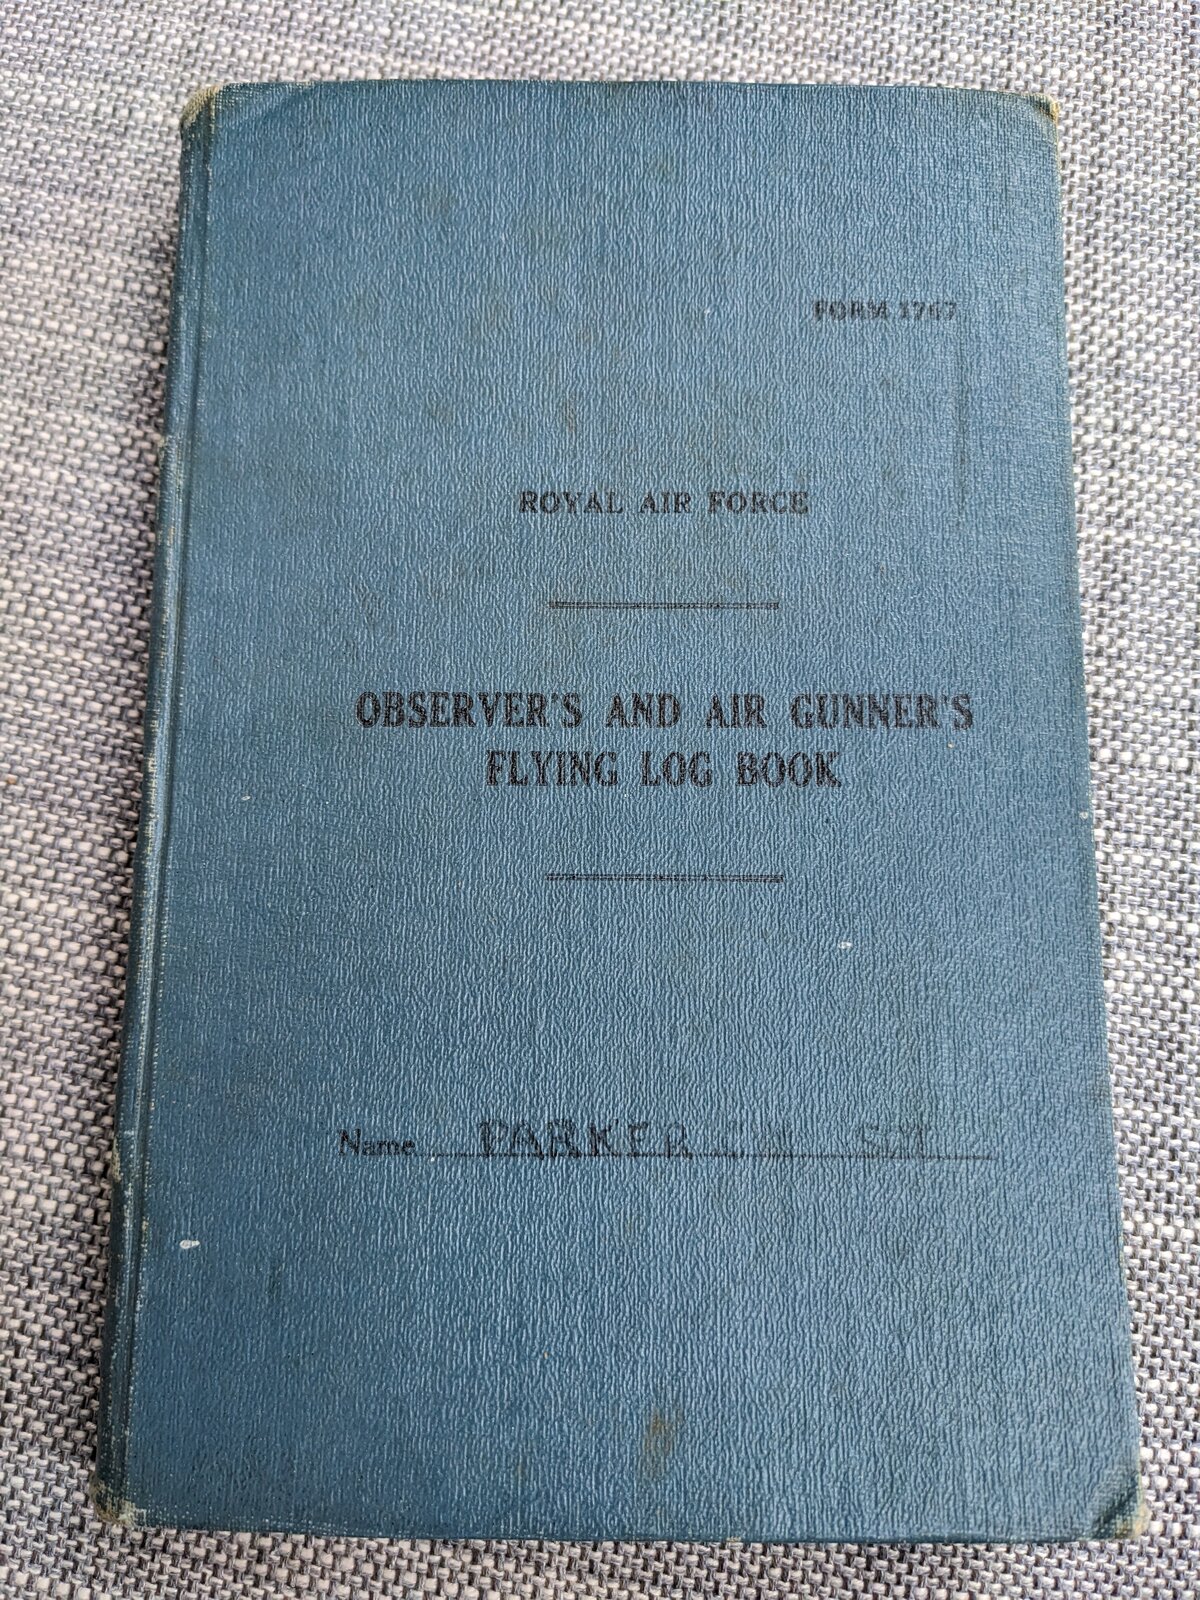 FORM 1767
ROYAL AIR FORCE
OBSERVER'S AND AIR GUNNER'S
FLYING LOG BOOK
Name PARKER